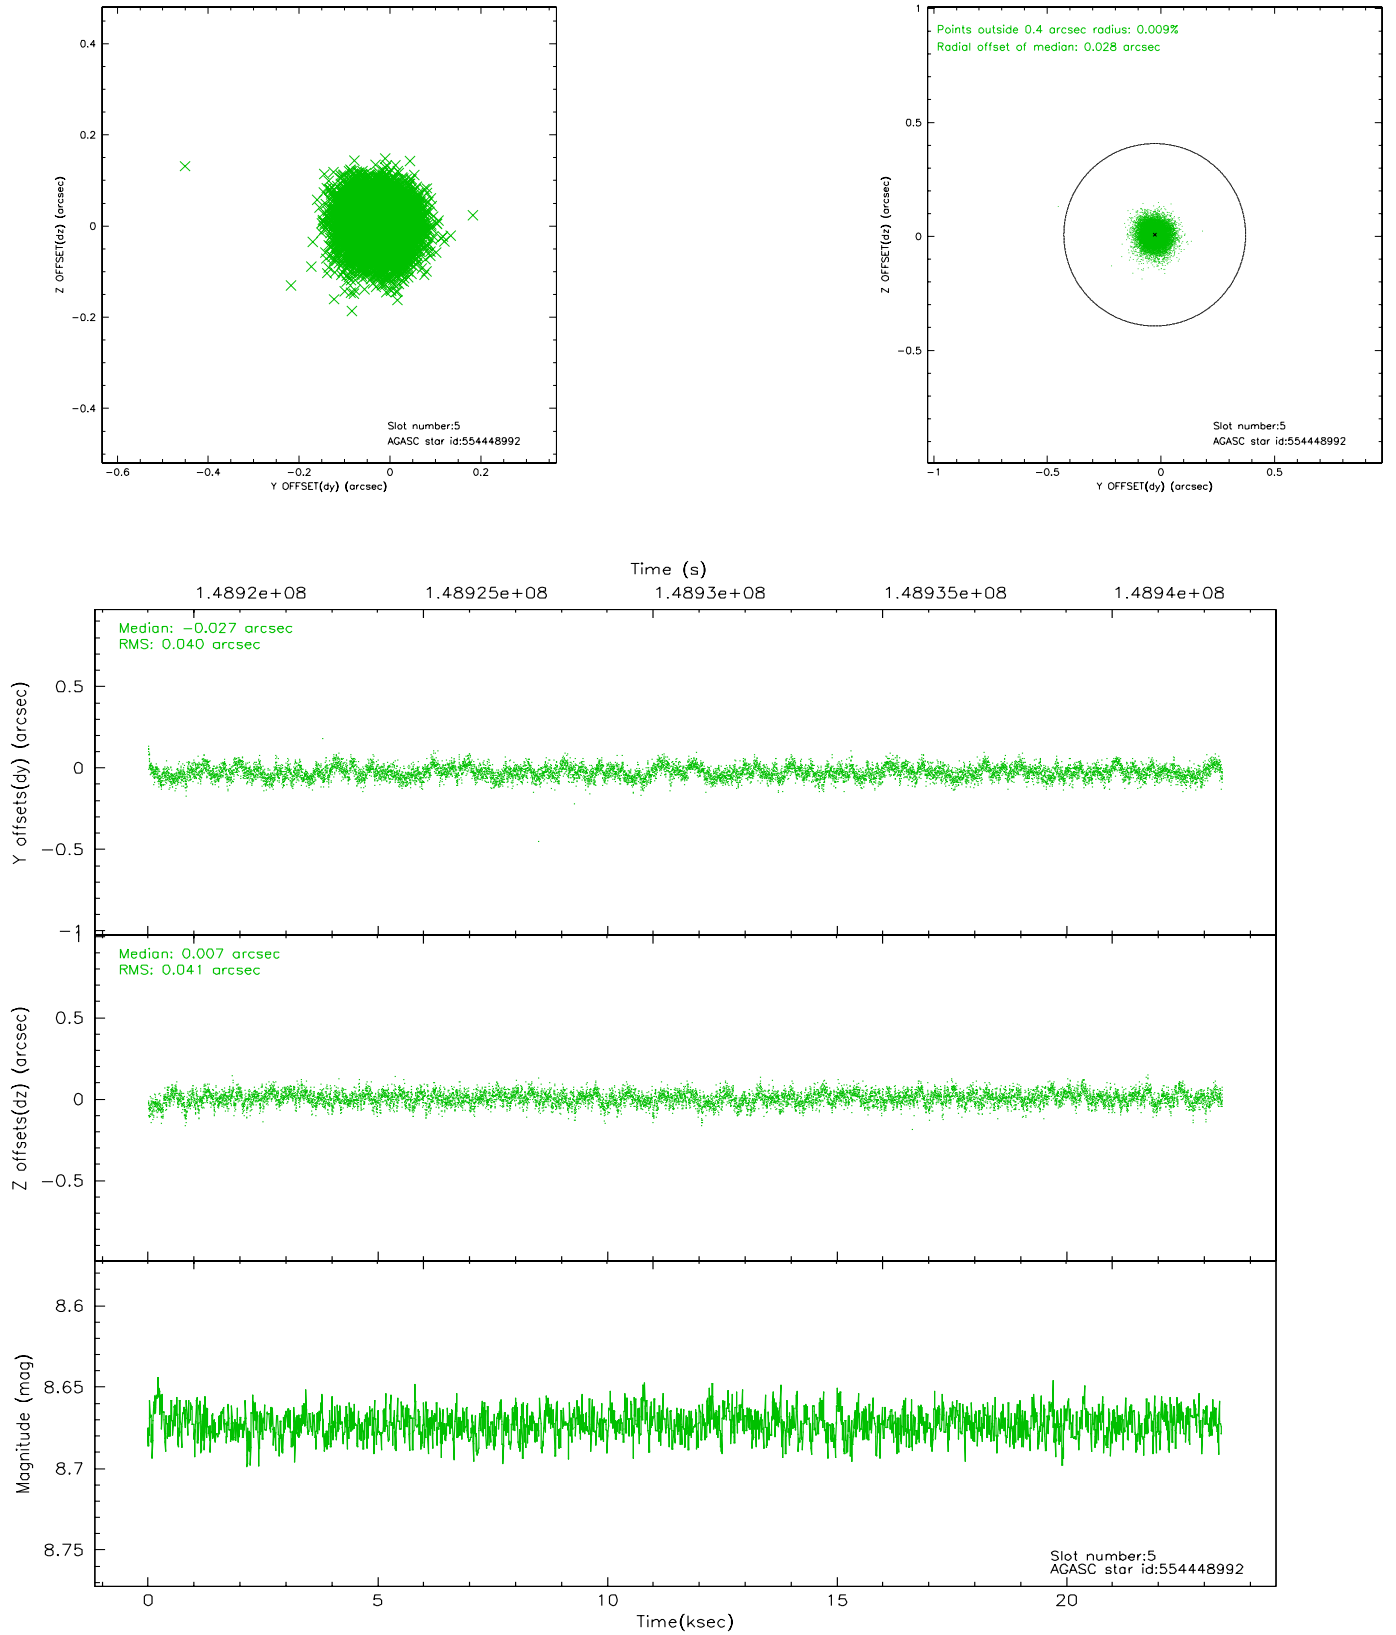 0.4
0.2
0
−0.2
−0.4
Z OFFSET(dz) (arcsec)
−0.6
−0.4
−0.2
0
0.2
Y OFFSET(dy) (arcsec)
Slot number:5
AGASC star id:554448992
Points outside 0.4 arcsec radius: 0.009%
Radial offset of median: 0.028 arcsec
1
0.5
0
−0.5
Z OFFSET(dz) (arcsec)
−1
−0.5
0
0.5
Y OFFSET(dy) (arcsec)
Slot number:5
AGASC star id:554448992
Time (s)
1.4892e+08
1.48925e+08
1.4893e+08
1.48935e+08
1.4894e+08
Median: −0.027 arcsec
RMS: 0.040 arcsec
0.5
0
−0.5
−1
Y offsets(dy) (arcsec)
Median: 0.007 arcsec
RMS: 0.041 arcsec
1
0.5
0
−0.5
Z offsets(dz) (arcsec)
8.6
8.65
8.7
8.75
Magnitude (mag)
Slot number:5
AGASC star id:554448992
0
5
10
15
20
Time(ksec)